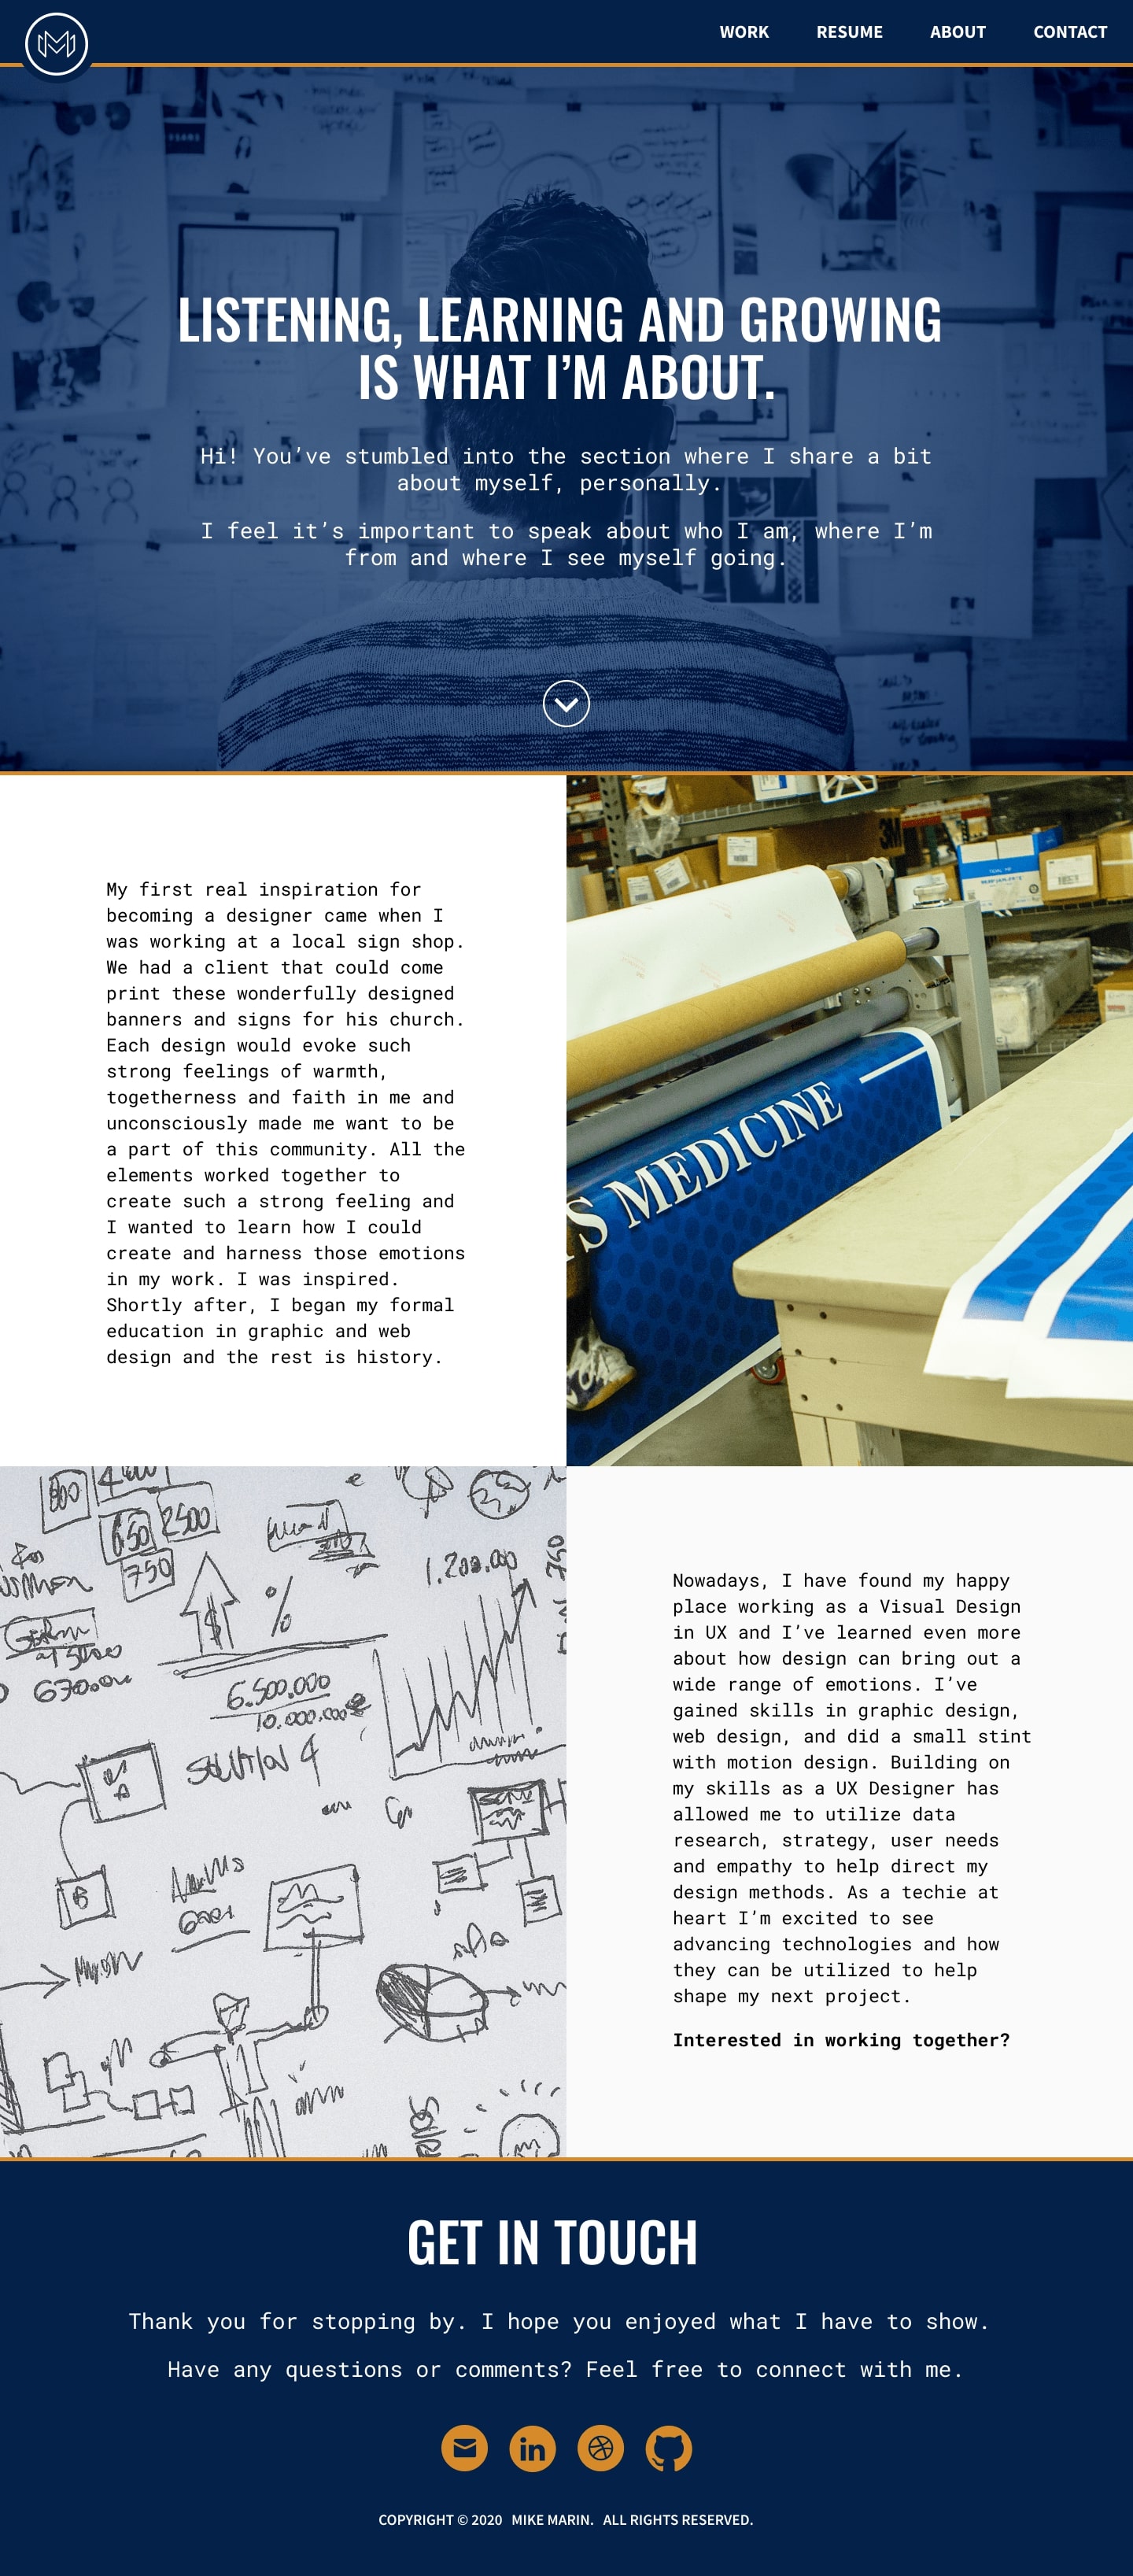 WORK RESUME ABOUT CONTACT
LISTENING, LEARNING AND GROWING
IS WHAT I’M ABOUT.
Hi! You’ve stumbled into the section where I share a bit
about myself, personally.
I feel it’s important to speak about who I am, where I’m
from and where I see myself going.
My first real inspiration for
becoming a designer came when I
was working at a local sign shop.
We had a client that could come
print these wonderfully designed
banners and signs for his church.
Each design would evoke such
strong feelings of warmth,
togetherness and faith in me and
unconsciously made me want to be
a part of this community. All the
elements worked together to
create such a strong feeling and
I wanted to learn how I could
create and harness those emotions
in my work. I was inspired.
Shortly after, I began my formal
education in graphic and web
design and the rest is history.
S MEDICINE
650 2500
750
%
1.200.00
6.500.000
10.000.000
B
Nowadays, I have found my happy
place working as a Visual Design
in UX and I’ve learned even more
about how design can bring out a
wide range of emotions. I’ve
gained skills in graphic design,
web design, and did a small stint
with motion design. Building on
my skills as a UX Designer has
allowed me to utilize data
research, strategy, user needs
and empathy to help direct my
design methods. As a techie at
heart I’m excited to see
advancing technologies and how
they can be utilized to help
shape my next project.
Interested in working together?
GET IN TOUCH
Thank you for stopping by. I hope you enjoyed what I have to show.
Have any questions or comments? Feel free to connect with me.
in
COPYRIGHT © 2020 MIKE MARIN. ALL RIGHTS RESERVED.